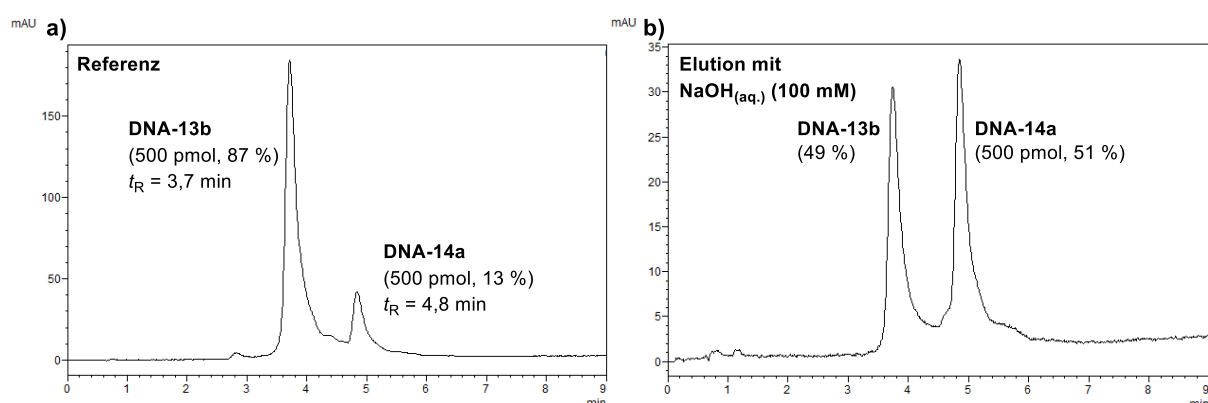 mAU
a)
Referenz
DNA-13b
(500 pmol, 87 %)
tR = 3,7 min
DNA-14a
(500 pmol, 13 %)
tR = 4,8 min
150
100
50
0
0 1 2 3 4 5 6 7 8 9
min
mAU
b)
Elution mit
NaOH(aq.) (100 mM)
DNA-13b
(49 %)
DNA-14a
(500 pmol, 51 %)
35
30
25
20
15
10
5
0
0 1 2 3 4 5 6 7 8 9
min